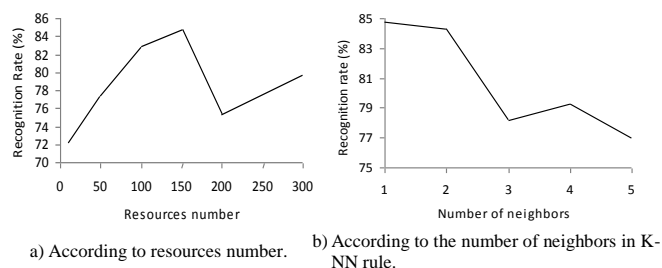 86
84
82
80
78
76
74
72
70
Recognition Rate (%)
0 50 100 150 200 250 300
Resources number
a) According to resources number.
85
83
81
79
77
75
Recognition rate (%)
1 2 3 4 5
Number of neighbors
b) According to the number of neighbors in K-
NN rule.